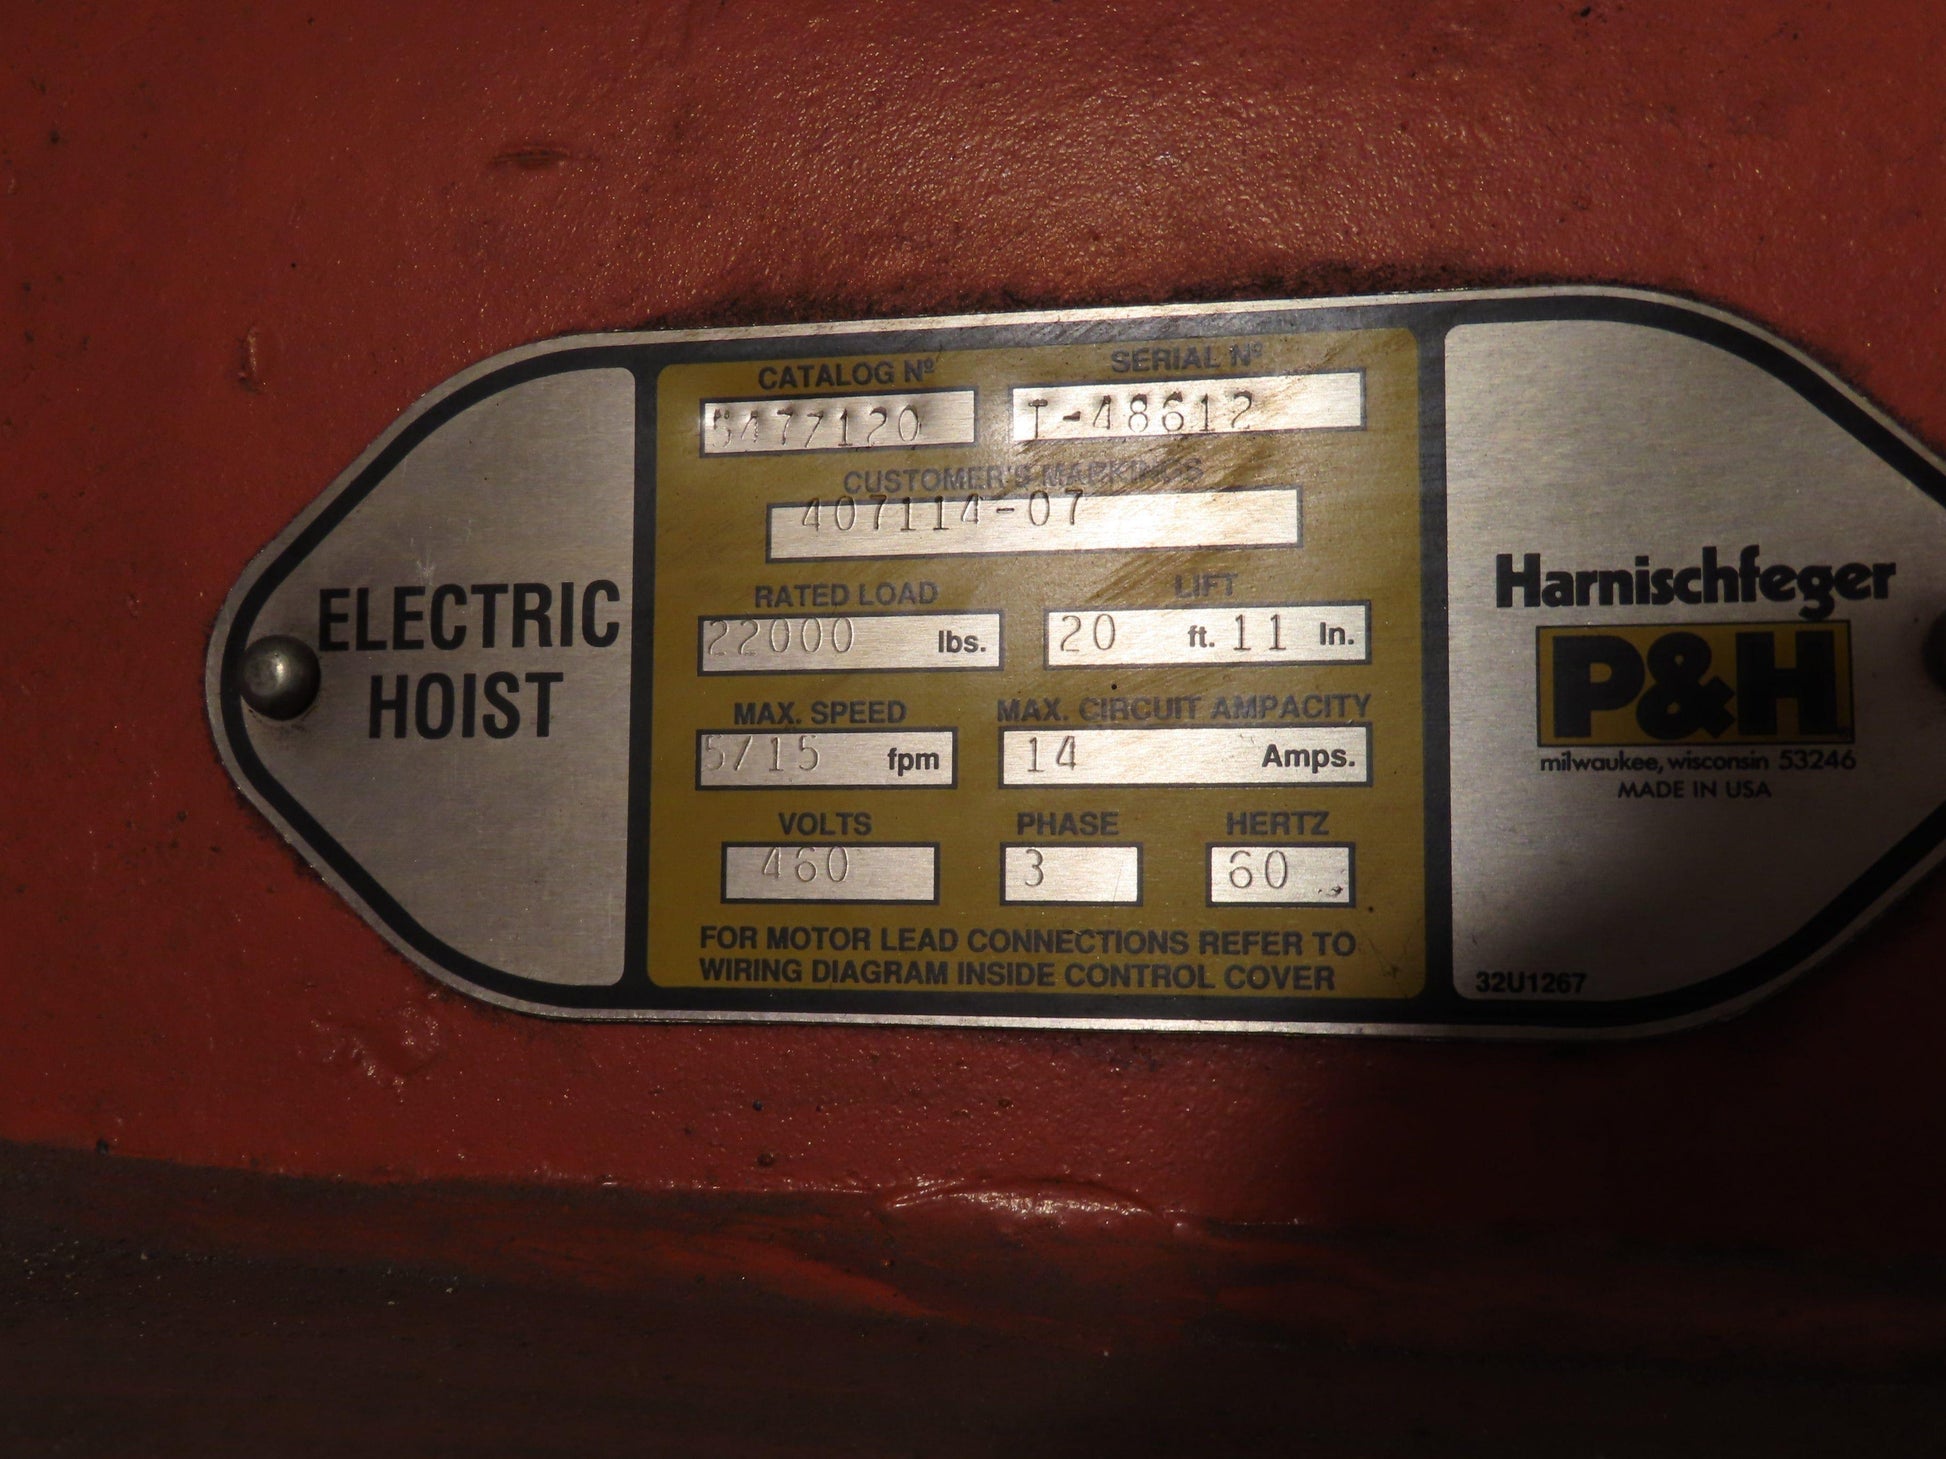 ELECTRIC
HOIST
CATALOG Nº
SERIAL Nº
5477120
T-48612
CUSTOMER'S MARKINGS
407114-07
RATED LOAD
LIFT
22000 lbs.
20 ft. 11 In.
MAX. SPEED
MAX. CIRCUIT AMPACITY
5/15 fpm
14 Amps.
VOLTS
PHASE
HERTZ
460
3
60
FOR MOTOR LEAD CONNECTIONS REFER TO
WIRING DIAGRAM INSIDE CONTROL COVER
Harnischfeger
P&H
milwaukee, wisconsin 53246
MADE IN USA
32U1267